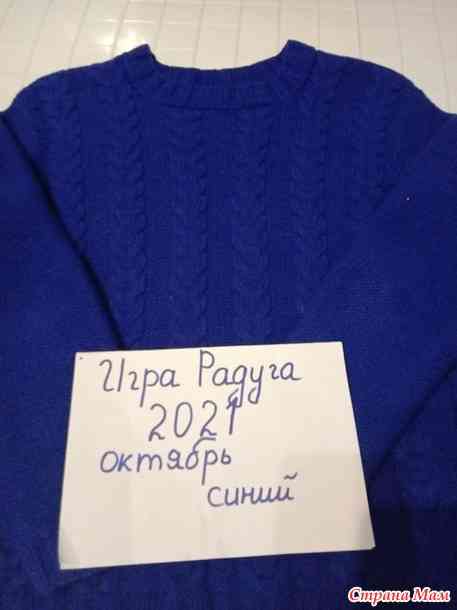 Игра Радуга
2021
октябрь
синий
Страна Мам